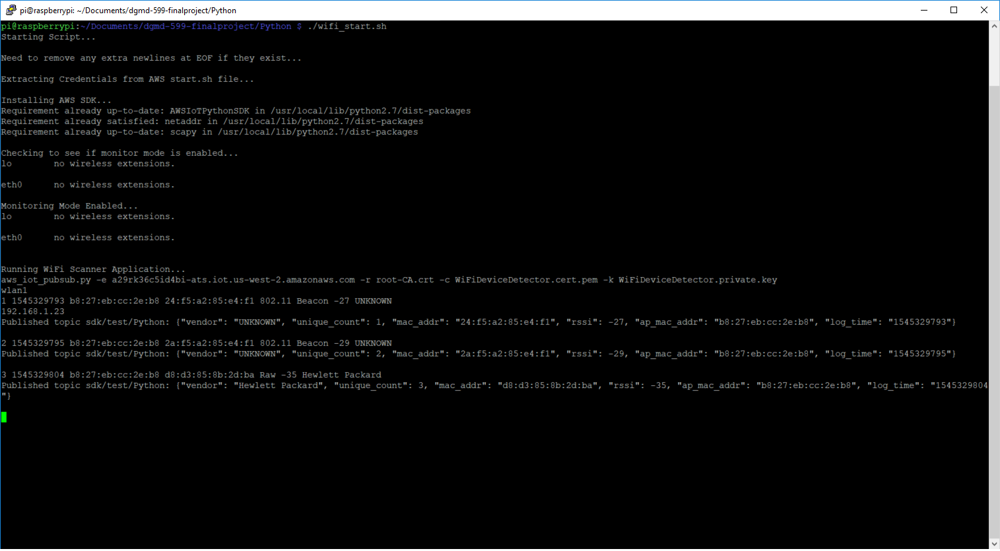 pi@raspberrypi: ~/Documents/dgmd-599-finalproject/Python
pi@raspberrypi:~/Documents/dgmd-599-finalproject/Python $ ./wifi_start.sh
Starting Script...
Need to remove any extra newlines at EOF if they exist...
Extracting Credentials from AWS start.sh file...
Installing AWS SDK...
Requirement already up-to-date: AWSIoTPythonSDK in /usr/local/lib/python2.7/dist-packages
Requirement already satisfied: netaddr in /usr/local/lib/python2.7/dist-packages
Requirement already up-to-date: scapy in /usr/local/lib/python2.7/dist-packages
Checking to see if monitor mode is enabled...
lo        no wireless extensions.
eth0      no wireless extensions.
Monitoring Mode Enabled...
lo        no wireless extensions.
eth0      no wireless extensions.
Running WiFi Scanner Application...
aws_iot_pubsub.py -e a29rk36c5id4bi-ats.iot.us-west-2.amazonaws.com -r root-CA.crt -c WiFiDeviceDetector.cert.pem -k WiFiDeviceDetector.private.key
wlan1
1 1545329793 b8:27:eb:cc:2e:b8 24:f5:a2:85:e4:f1 802.11 Beacon -27 UNKNOWN
192.168.1.23
Published topic sdk/test/Python: {"vendor": "UNKNOWN", "unique_count": 1, "mac_addr": "24:f5:a2:85:e4:f1", "rssi": -27, "ap_mac_addr": "b8:27:eb:cc:2e:b8", "log_time": "1545329793"}
2 1545329795 b8:27:eb:cc:2e:b8 2a:f5:a2:85:e4:f1 802.11 Beacon -29 UNKNOWN
Published topic sdk/test/Python: {"vendor": "UNKNOWN", "unique_count": 2, "mac_addr": "2a:f5:a2:85:e4:f1", "rssi": -29, "ap_mac_addr": "b8:27:eb:cc:2e:b8", "log_time": "1545329795"}
3 1545329804 b8:27:eb:cc:2e:b8 d8:d3:85:8b:2d:ba Raw -35 Hewlett Packard
Published topic sdk/test/Python: {"vendor": "Hewlett Packard", "unique_count": 3, "mac_addr": "d8:d3:85:8b:2d:ba", "rssi": -35, "ap_mac_addr": "b8:27:eb:cc:2e:b8", "log_time": "1545329804
"}